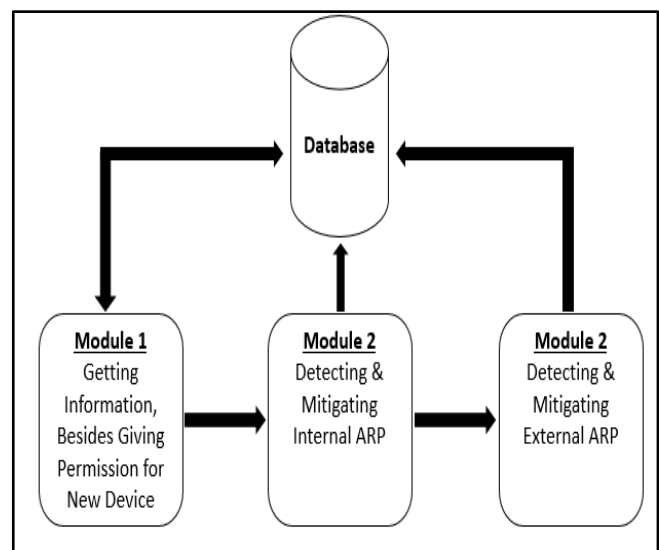 Database
Module 1
Getting
Information,
Besides Giving
Permission for
New Device
Module 2
Detecting &
Mitigating
Internal ARP
Module 2
Detecting &
Mitigating
External ARP